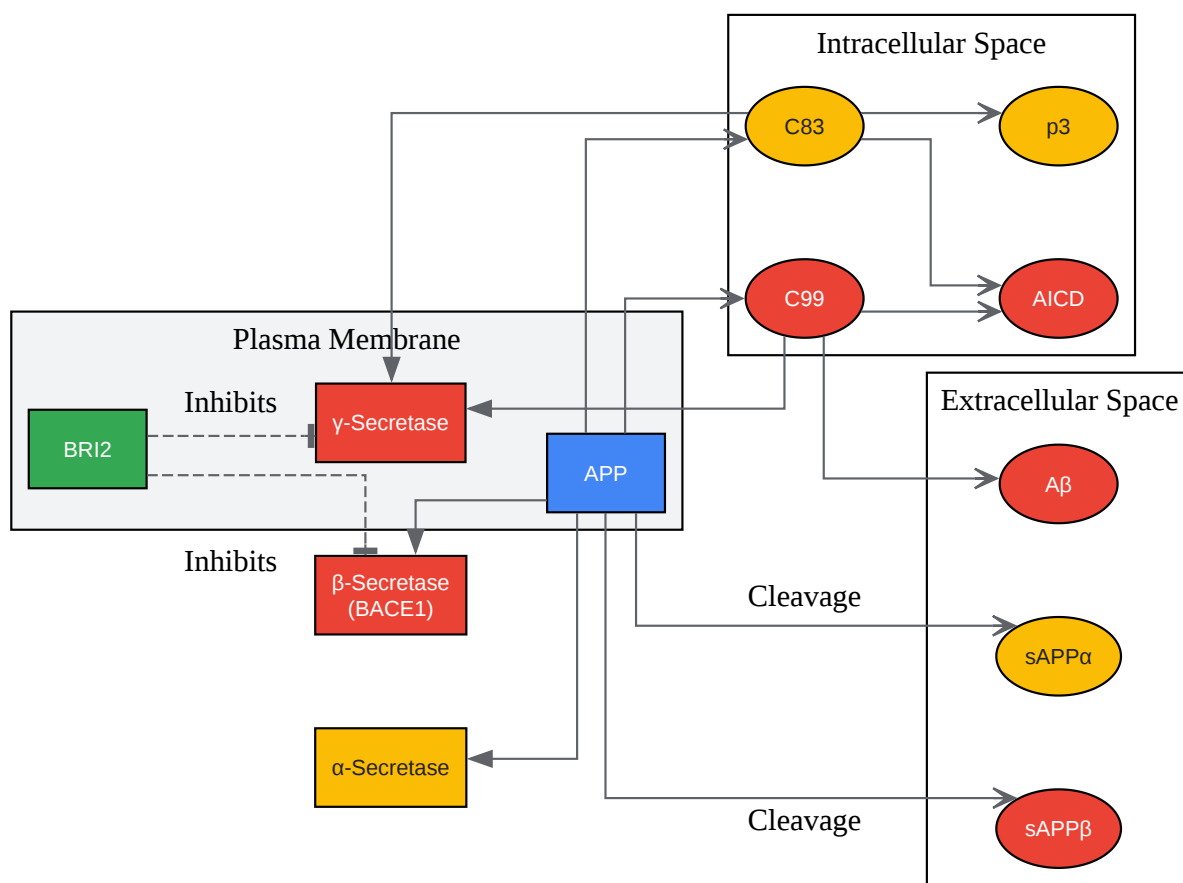 Intracellular Space
C83
p3
C99
AICD
Plasma Membrane
Inhibits
γ-Secretase
BRI2
APP
Extracellular Space
Aβ
Inhibits
β-Secretase
(BACE1)
Cleavage
sAPPα
α-Secretase
Cleavage
sAPPβ